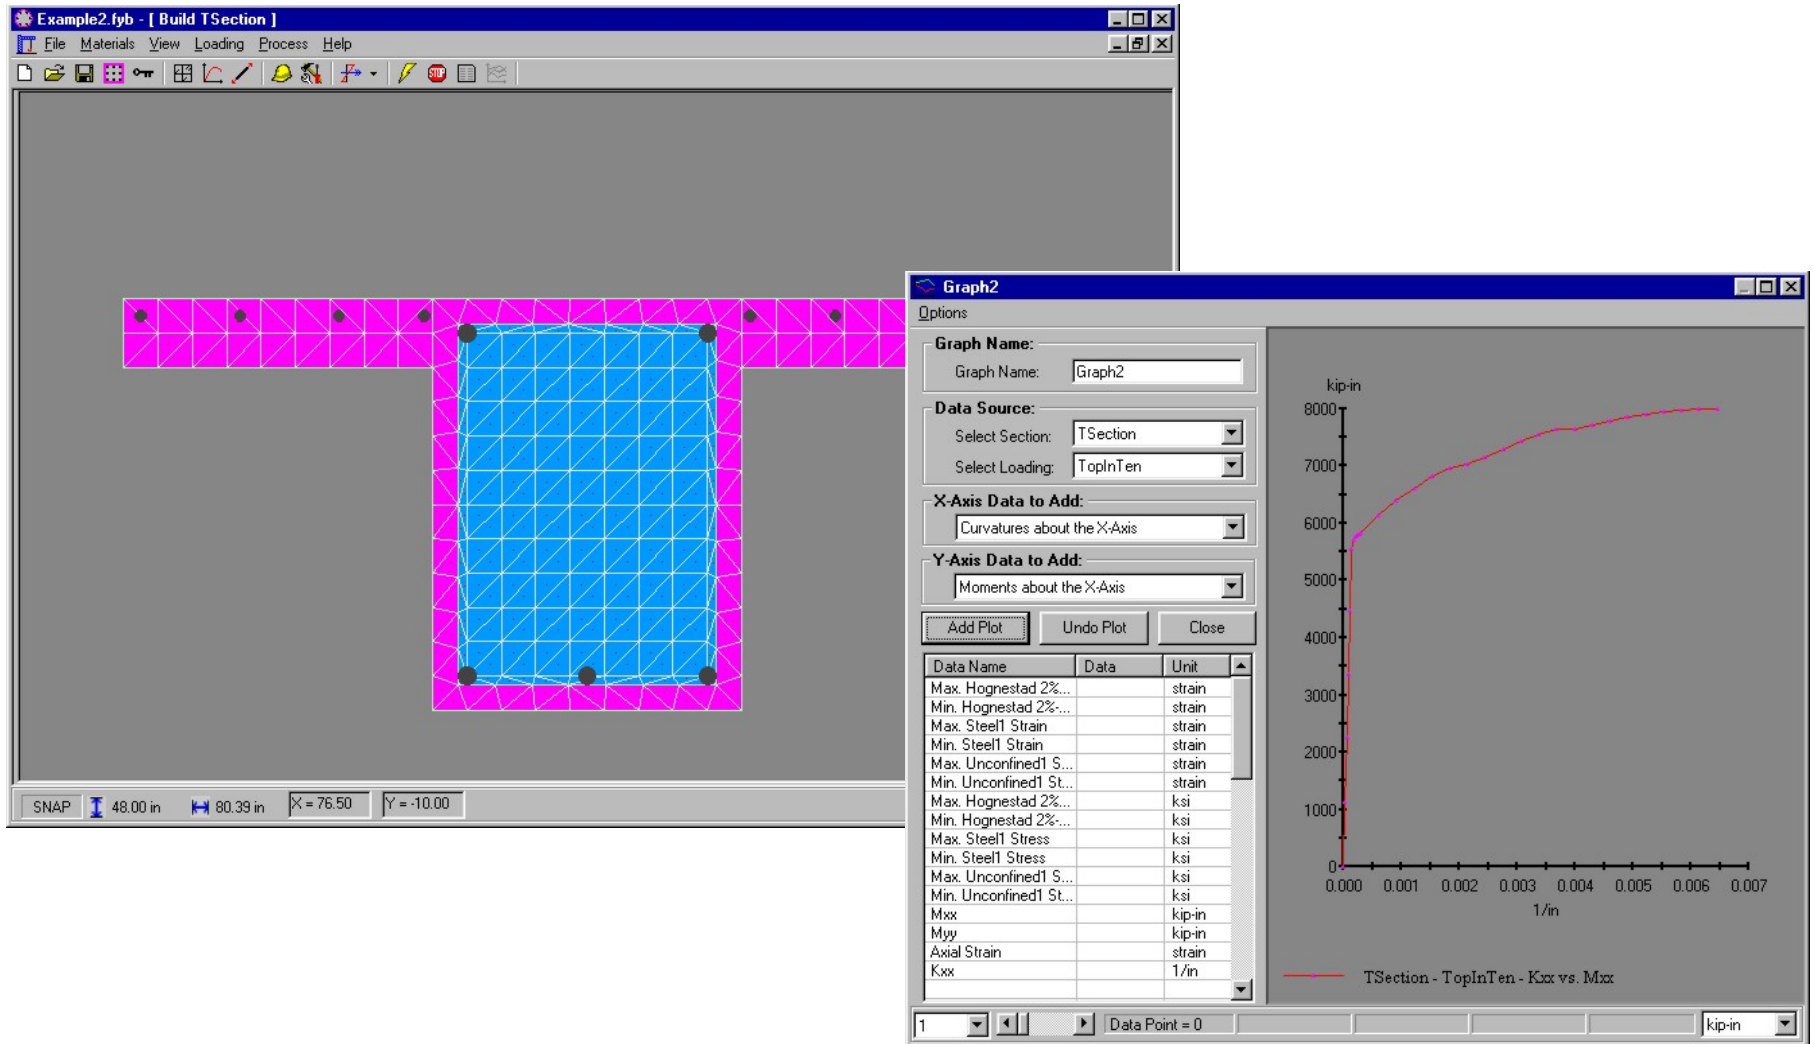 Example2.fyb - [ Build TSection ]
File Materials View Loading Process Help
STOP
SNAP 48.00 in 80.39 in X = 76.50 Y = -10.00
Graph2
Options
Graph Name:
Graph Name: Graph2
Data Source:
Select Section: TSection
Select Loading: TopInTen
X-Axis Data to Add:
Curvatures about the X-Axis
Y-Axis Data to Add:
Moments about the X-Axis
Add Plot Undo Plot Close
Data Name Data Unit
Max. Hognestad 2%... strain
Min. Hognestad 2%-... strain
Max. Steel1 Strain strain
Min. Steel1 Strain strain
Max. Unconfined1 S... strain
Min. Unconfined1 St... strain
Max. Hognestad 2%... ksi
Min. Hognestad 2%-... ksi
Max. Steel1 Stress ksi
Min. Steel1 Stress ksi
Max. Unconfined1 S... ksi
Min. Unconfined1 St... ksi
Mxx kip-in
Myy kip-in
Axial Strain strain
Kxx 1/in
kip-in
8000
7000
6000
5000
4000
3000
2000
1000
0
0.000 0.001 0.002 0.003 0.004 0.005 0.006 0.007
1/in
TSection - TopInTen - Kxx vs. Mxx
1 Data Point = 0 kip-in